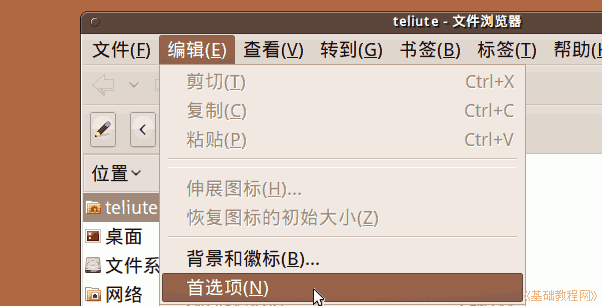 teliute - 文件浏览器
文件(F) 编辑(E) 查看(V) 转到(G) 书签(B) 标签(T) 帮助(H
剪切(T) Ctrl+X
复制(C) Ctrl+C
粘贴(P) Ctrl+V
位置
伸展图标(H)...
teliute
恢复图标的初始大小(Z)
桌面
背景和徽标(B)...
文件系
首选项(N)
网络
《基础教程网》